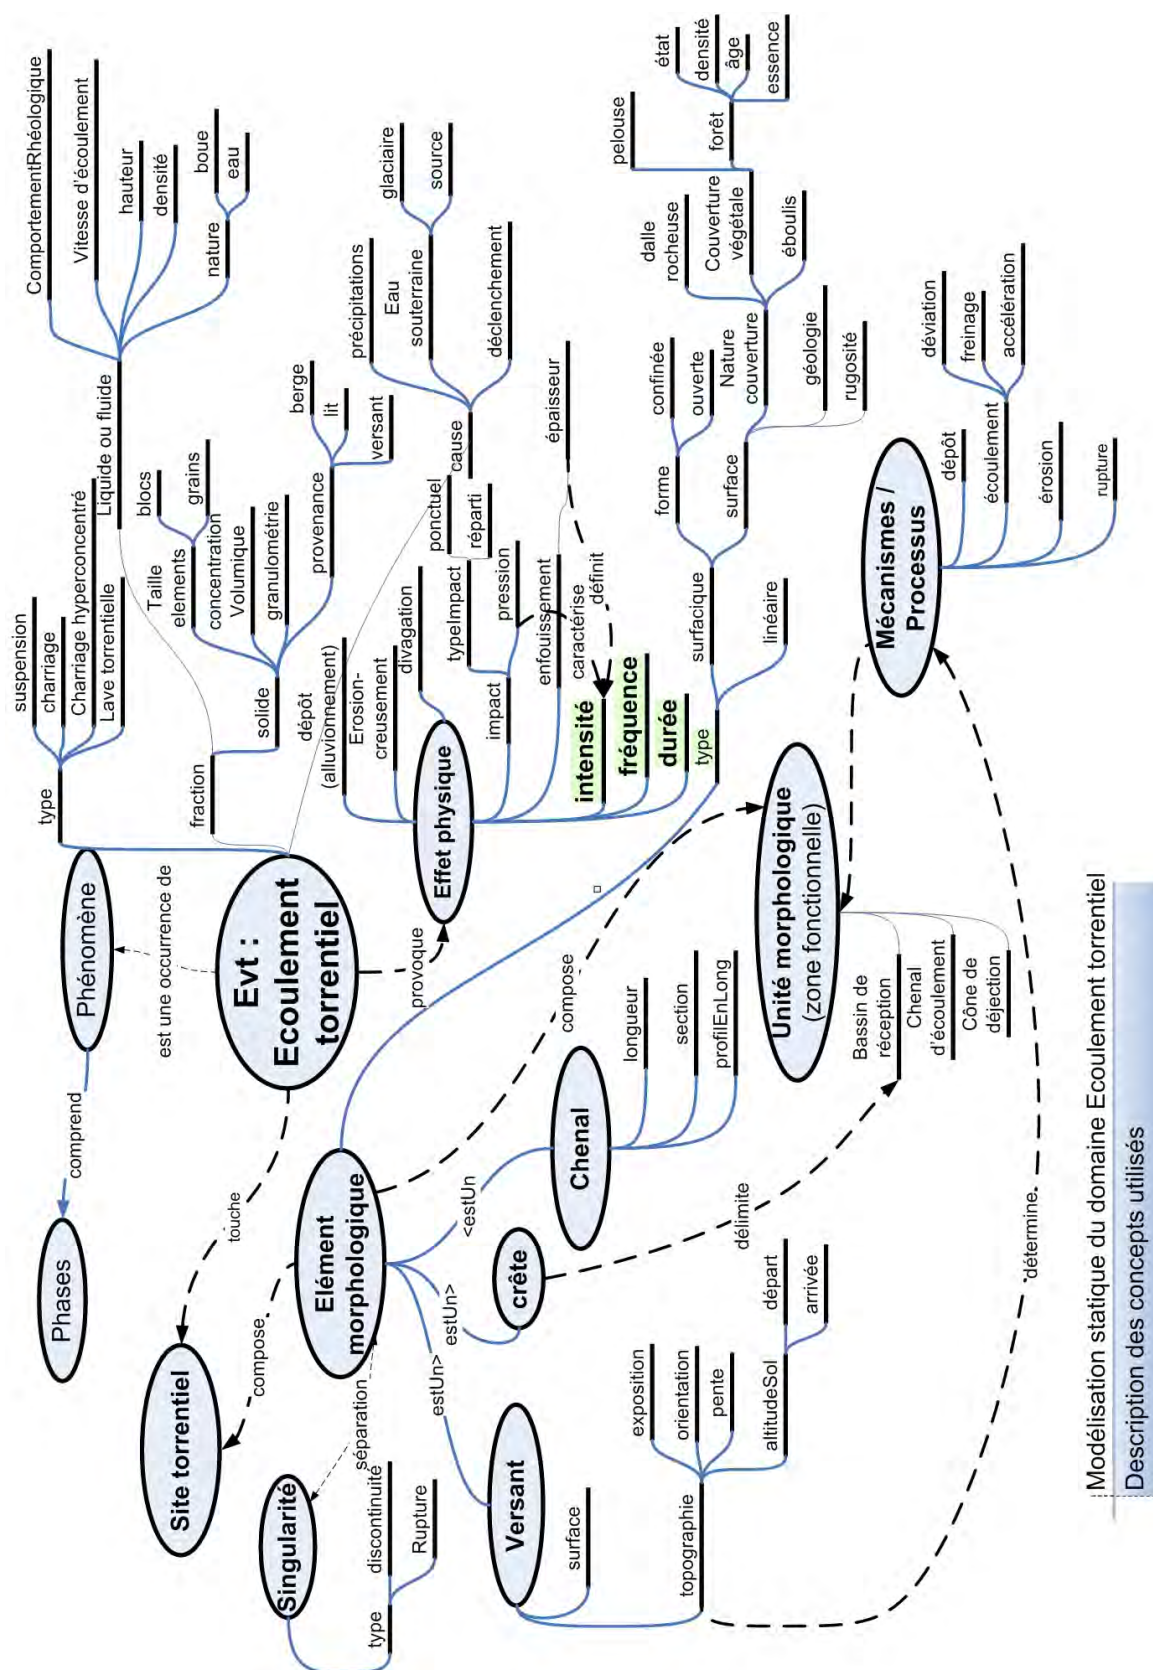 Phases
comprend
Phénomène
type
suspension
charriage
Charriage hyperconcentré
Lave torrentielle
est une occurrence de
Site torrentiel
touche
compose
Evt :
Ecoulement
torrentiel
fraction
solide
Taille
elements
blocs
grains
concentration
Volumique
granulométrie
provenance
berge
lit
versant
Liquide ou fluide
ComportementRhéologique
Vitesse d'écoulement
hauteur
densité
nature
boue
eau
cause
précipitations
Eau
souterraine
glaciaire
source
déclenchement
provoque
Effet physique
dépôt
(alluvionnement)
Erosion-
creusement
divagation
impact
typeImpact
ponctuel
réparti
pression
enfouissement
épaisseur
caractérise
définit
intensité
fréquence
durée
Singularité
séparation
type
discontinuité
Rupture
Elément
morphologique
type
surfacique
linéaire
forme
confinée
ouverte
surface
Nature
couverture
dalle
rocheuse
Couverture
végétale
pelouse
forêt
état
densité
âge
essence
éboulis
géologie
rugosité
estUn>
estUn>
<estUn
compose
Versant
surface
topographie
exposition
orientation
pente
altitudeSol
départ
arrivée
crête
délimite
Chenal
longueur
section
profilEnLong
Unité morphologique
(zone fonctionnelle)
Bassin de
réception
Chenal
d'écoulement
Cône de
déjection
Mécanismes /
Processus
dépôt
écoulement
déviation
freinage
accélération
érosion
rupture
détermine
Modélisation statique du domaine Ecoulement torrentiel
Description des concepts utilisés